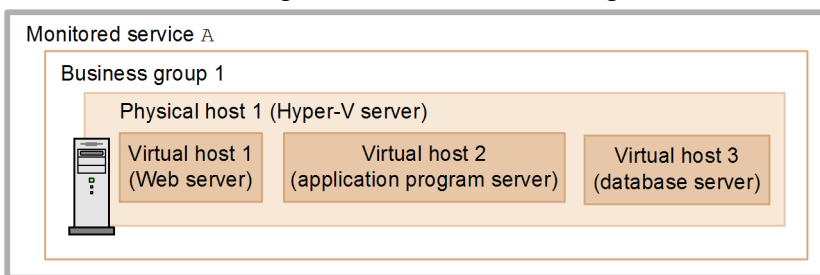 Monitored service A
Business group 1
Physical host 1 (Hyper-V server)
Virtual host 1
(Web server)
Virtual host 2
(application program server)
Virtual host 3
(database server)